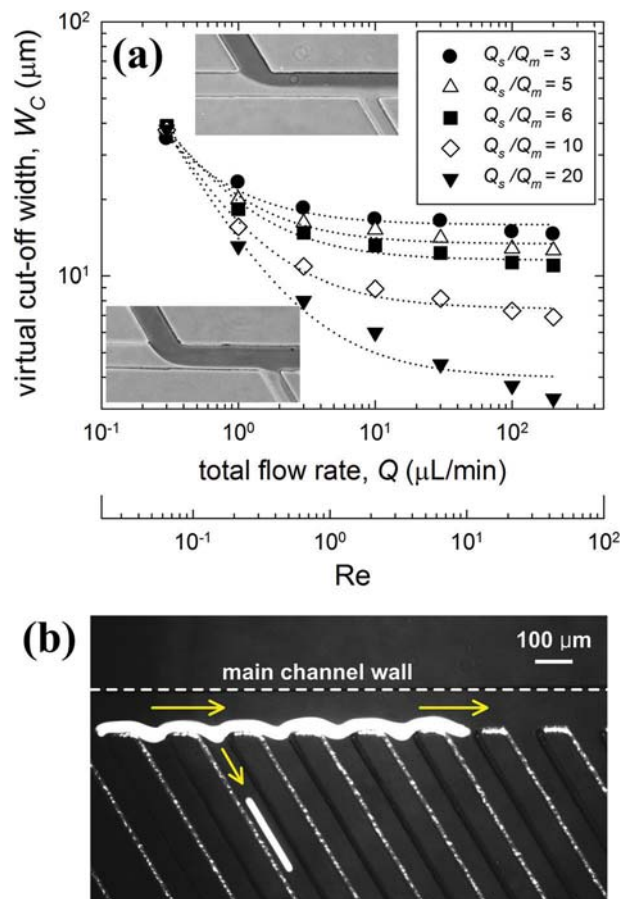 (a)
Q_s/Q_m = 3
Q_s/Q_m = 5
Q_s/Q_m = 6
Q_s/Q_m = 10
Q_s/Q_m = 20
virtual cut-off width, W_C (μm)
10²
10¹
10⁻¹ 10⁰ 10¹ 10²
total flow rate, Q (μL/min)
10⁻¹ 10⁰ 10¹ 10²
Re
(b)
100 μm
main channel wall